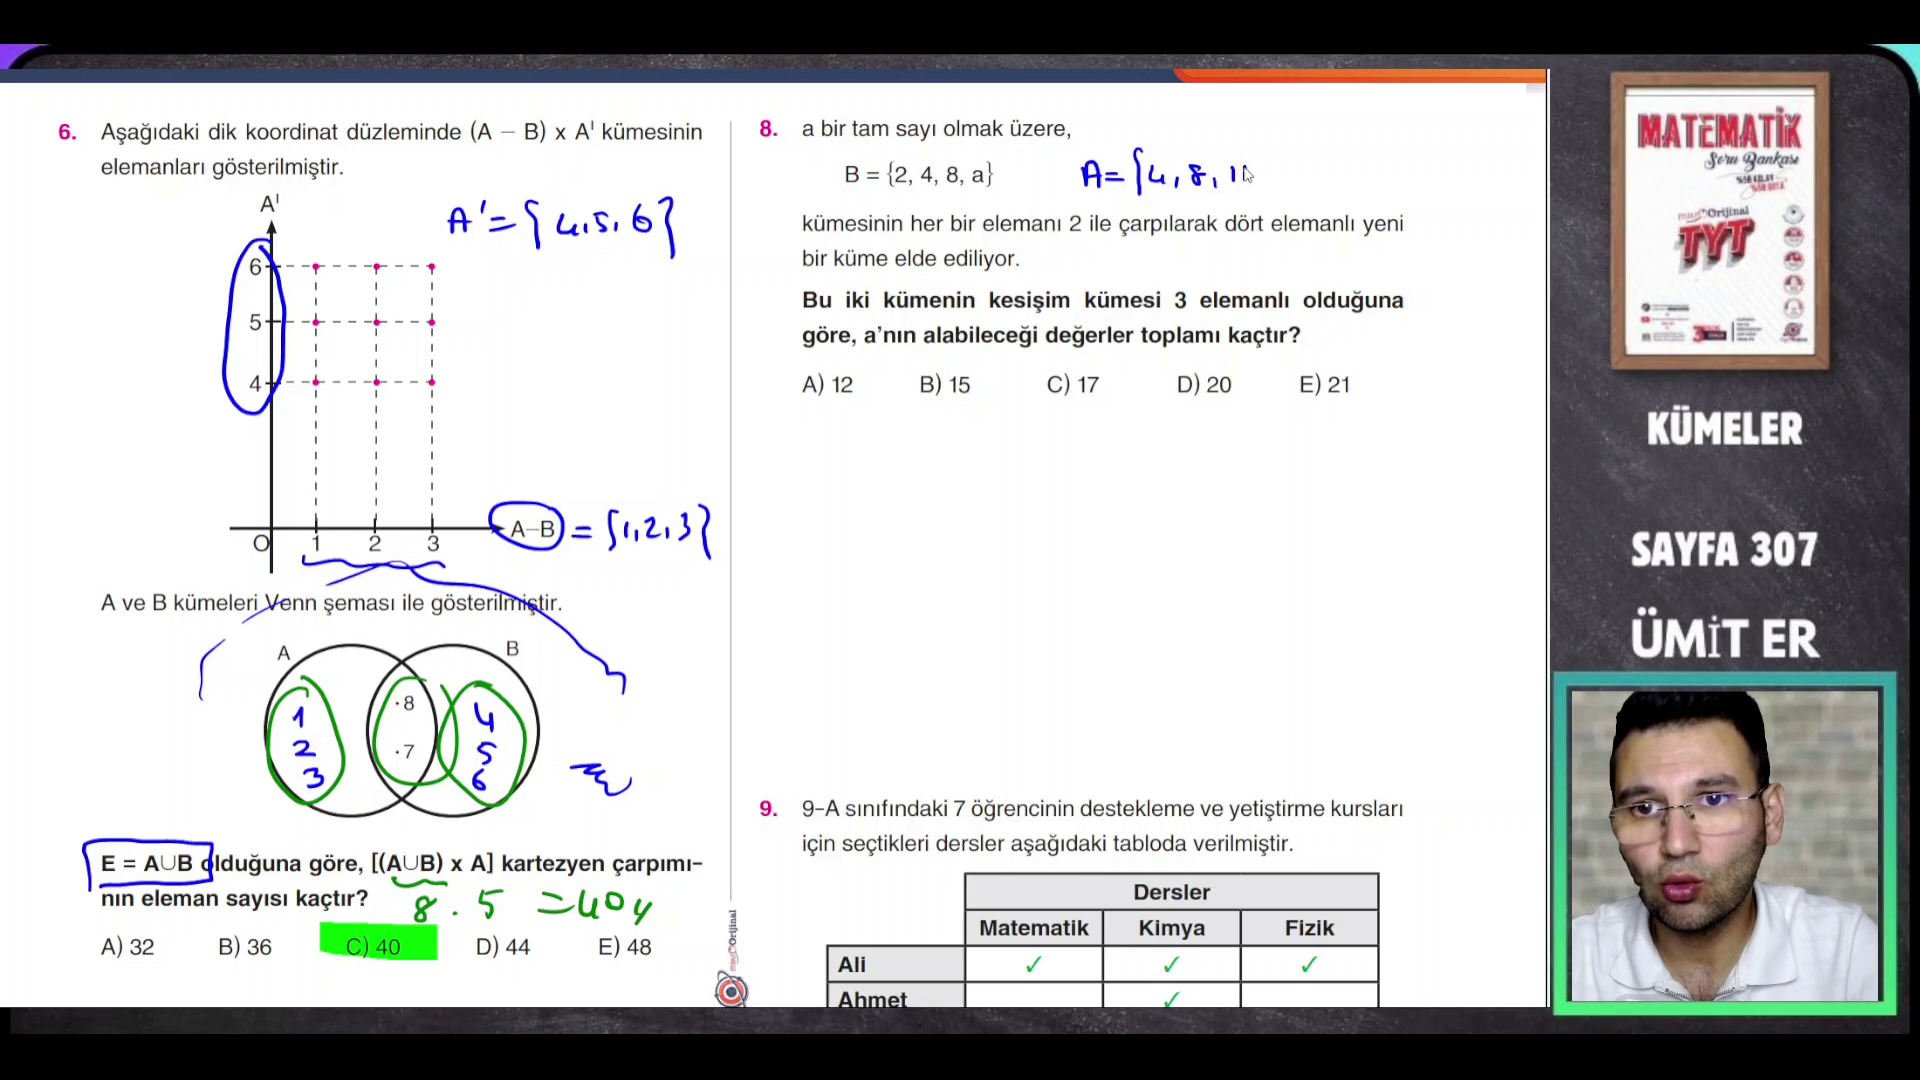 6. Aşağıdaki dik koordinat düzleminde (A – B) x Aᴵ kümesinin
elemanları gösterilmiştir.
Aᴵ
A' = { 4,5,6 }
6
5
4
O 1 2 3 A–B = {1,2,3}
A ve B kümeleri Venn şeması ile gösterilmiştir.
A B
1 ·8 4
2 ·7 5
3 6
E = A∪B olduğuna göre, [(A∪B) x A] kartezyen çarpımı-
nın eleman sayısı kaçtır?
8 . 5 = 40
A) 32 B) 36 C) 40 D) 44 E) 48
8. a bir tam sayı olmak üzere,
B = {2, 4, 8, a} A = {4, 8, 1
kümesinin her bir elemanı 2 ile çarpılarak dört elemanlı yeni
bir küme elde ediliyor.
Bu iki kümenin kesişim kümesi 3 elemanlı olduğuna
göre, a’nın alabileceği değerler toplamı kaçtır?
A) 12 B) 15 C) 17 D) 20 E) 21
9. 9–A sınıfındaki 7 öğrencinin destekleme ve yetiştirme kursları
için seçtikleri dersler aşağıdaki tabloda verilmiştir.
Dersler
Matematik Kimya Fizik
Ali ✓ ✓ ✓
Ahmet ✓
Orijinal
MATEMATİK
Soru Bankası
Orijinal
TYT
KÜMELER
SAYFA 307
ÜMİT ER